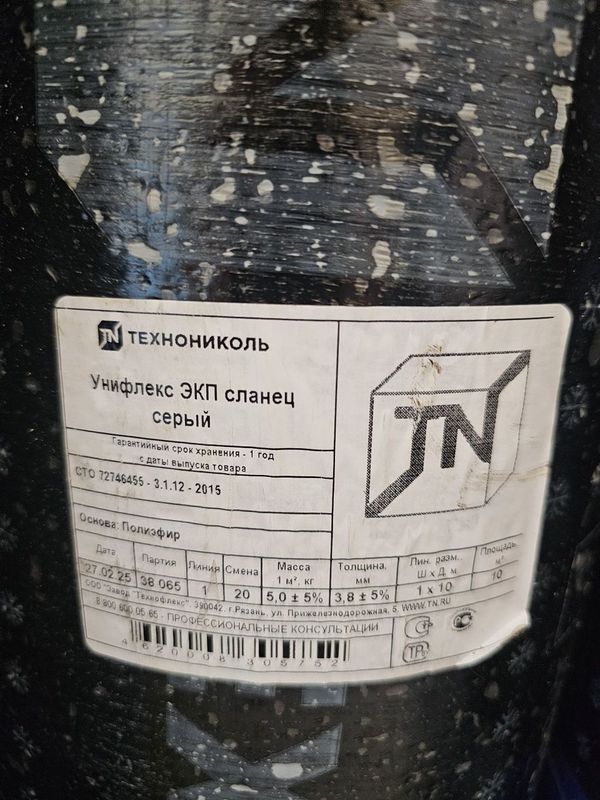 TN ТЕХНОНИКОЛЬ
Унифлекс ЭКП сланец
серый
Гарантийный срок хранения - 1 год
с даты выпуска товара
СТО 72746455 - 3.1.12 - 2015
Основа: Полиэфир
TN
Дата Партия Линия Смена Масса 1 м², кг Толщина, мм Лин. разм. Ш х Д, м Площадь м²
27.02.25 38 065 1 20 5,0 ± 5% 3,8 ± 5% 1 x 10 10
ООО "Завод "Технофлекс", 390042, г.Рязань, ул. Прижелезнодорожная, 5, WWW.TN.RU
8 800 600 05 65 - ПРОФЕССИОНАЛЬНЫЕ КОНСУЛЬТАЦИИ
4 620008 305752